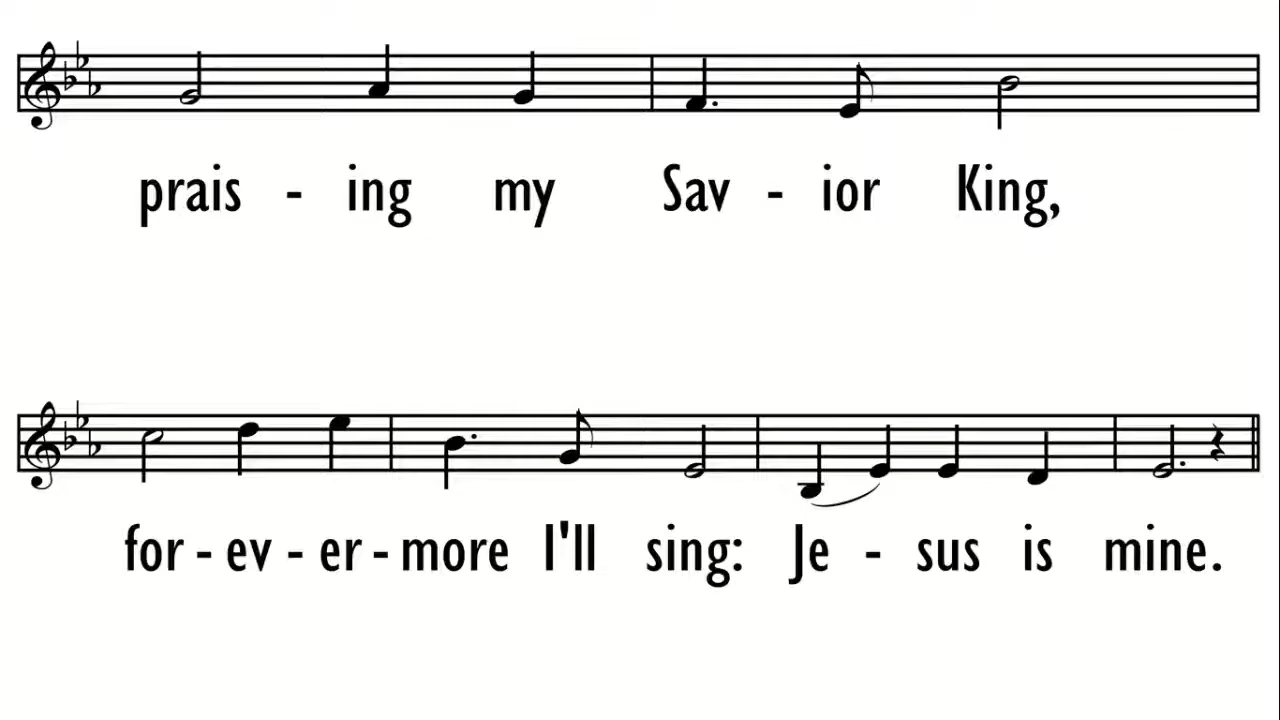 prais - ing my Sav - ior King,
for - ev - er - more I'll sing: Je - sus is mine.